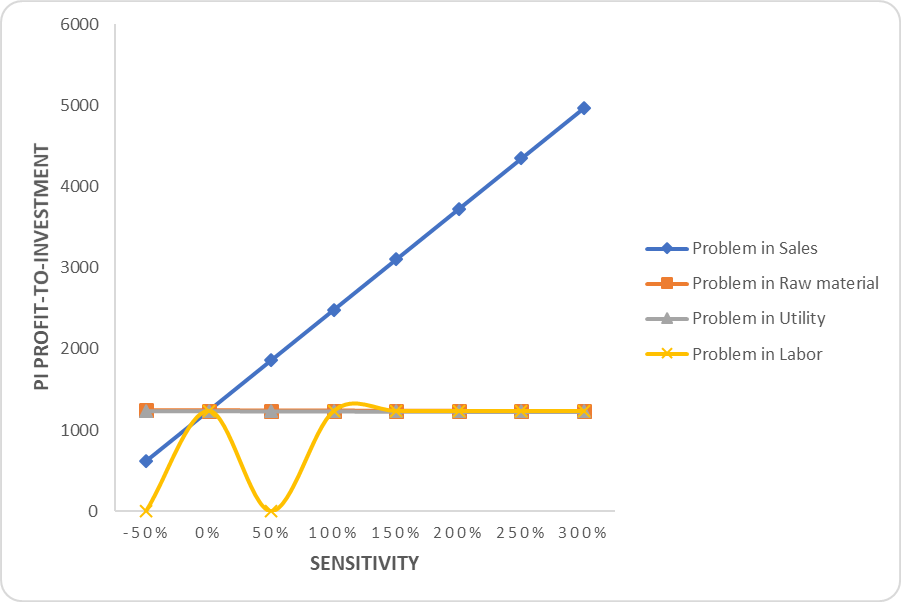 6000
5000
4000
3000
2000
1000
0
PI PROFIT-TO-INVESTMENT
-50% 0% 50% 100% 150% 200% 250% 300%
SENSITIVITY
Problem in Sales
Problem in Raw material
Problem in Utility
Problem in Labor